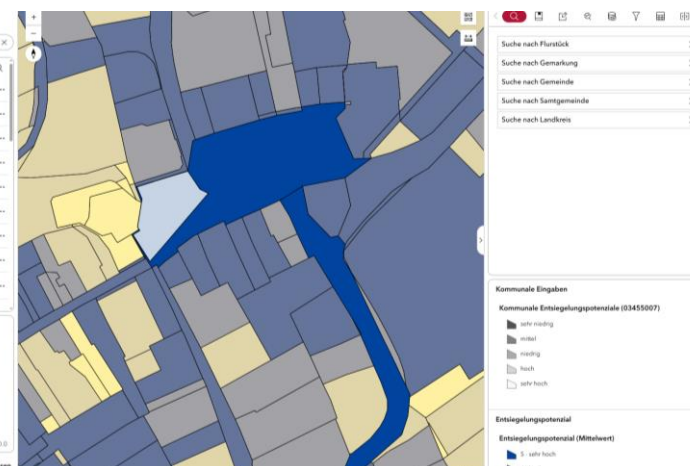 Suche nach Flurstück
Suche nach Gemarkung
Suche nach Gemeinde
Suche nach Samtgemeinde
Suche nach Landkreis
Kommunale Eingaben
Kommunale Entsiegelungspotenziale (03455007)
sehr niedrig
mittel
niedrig
hoch
sehr hoch
Entsiegelungspotenzial
Entsiegelungspotenzial (Mittelwert)
5 - sehr hoch